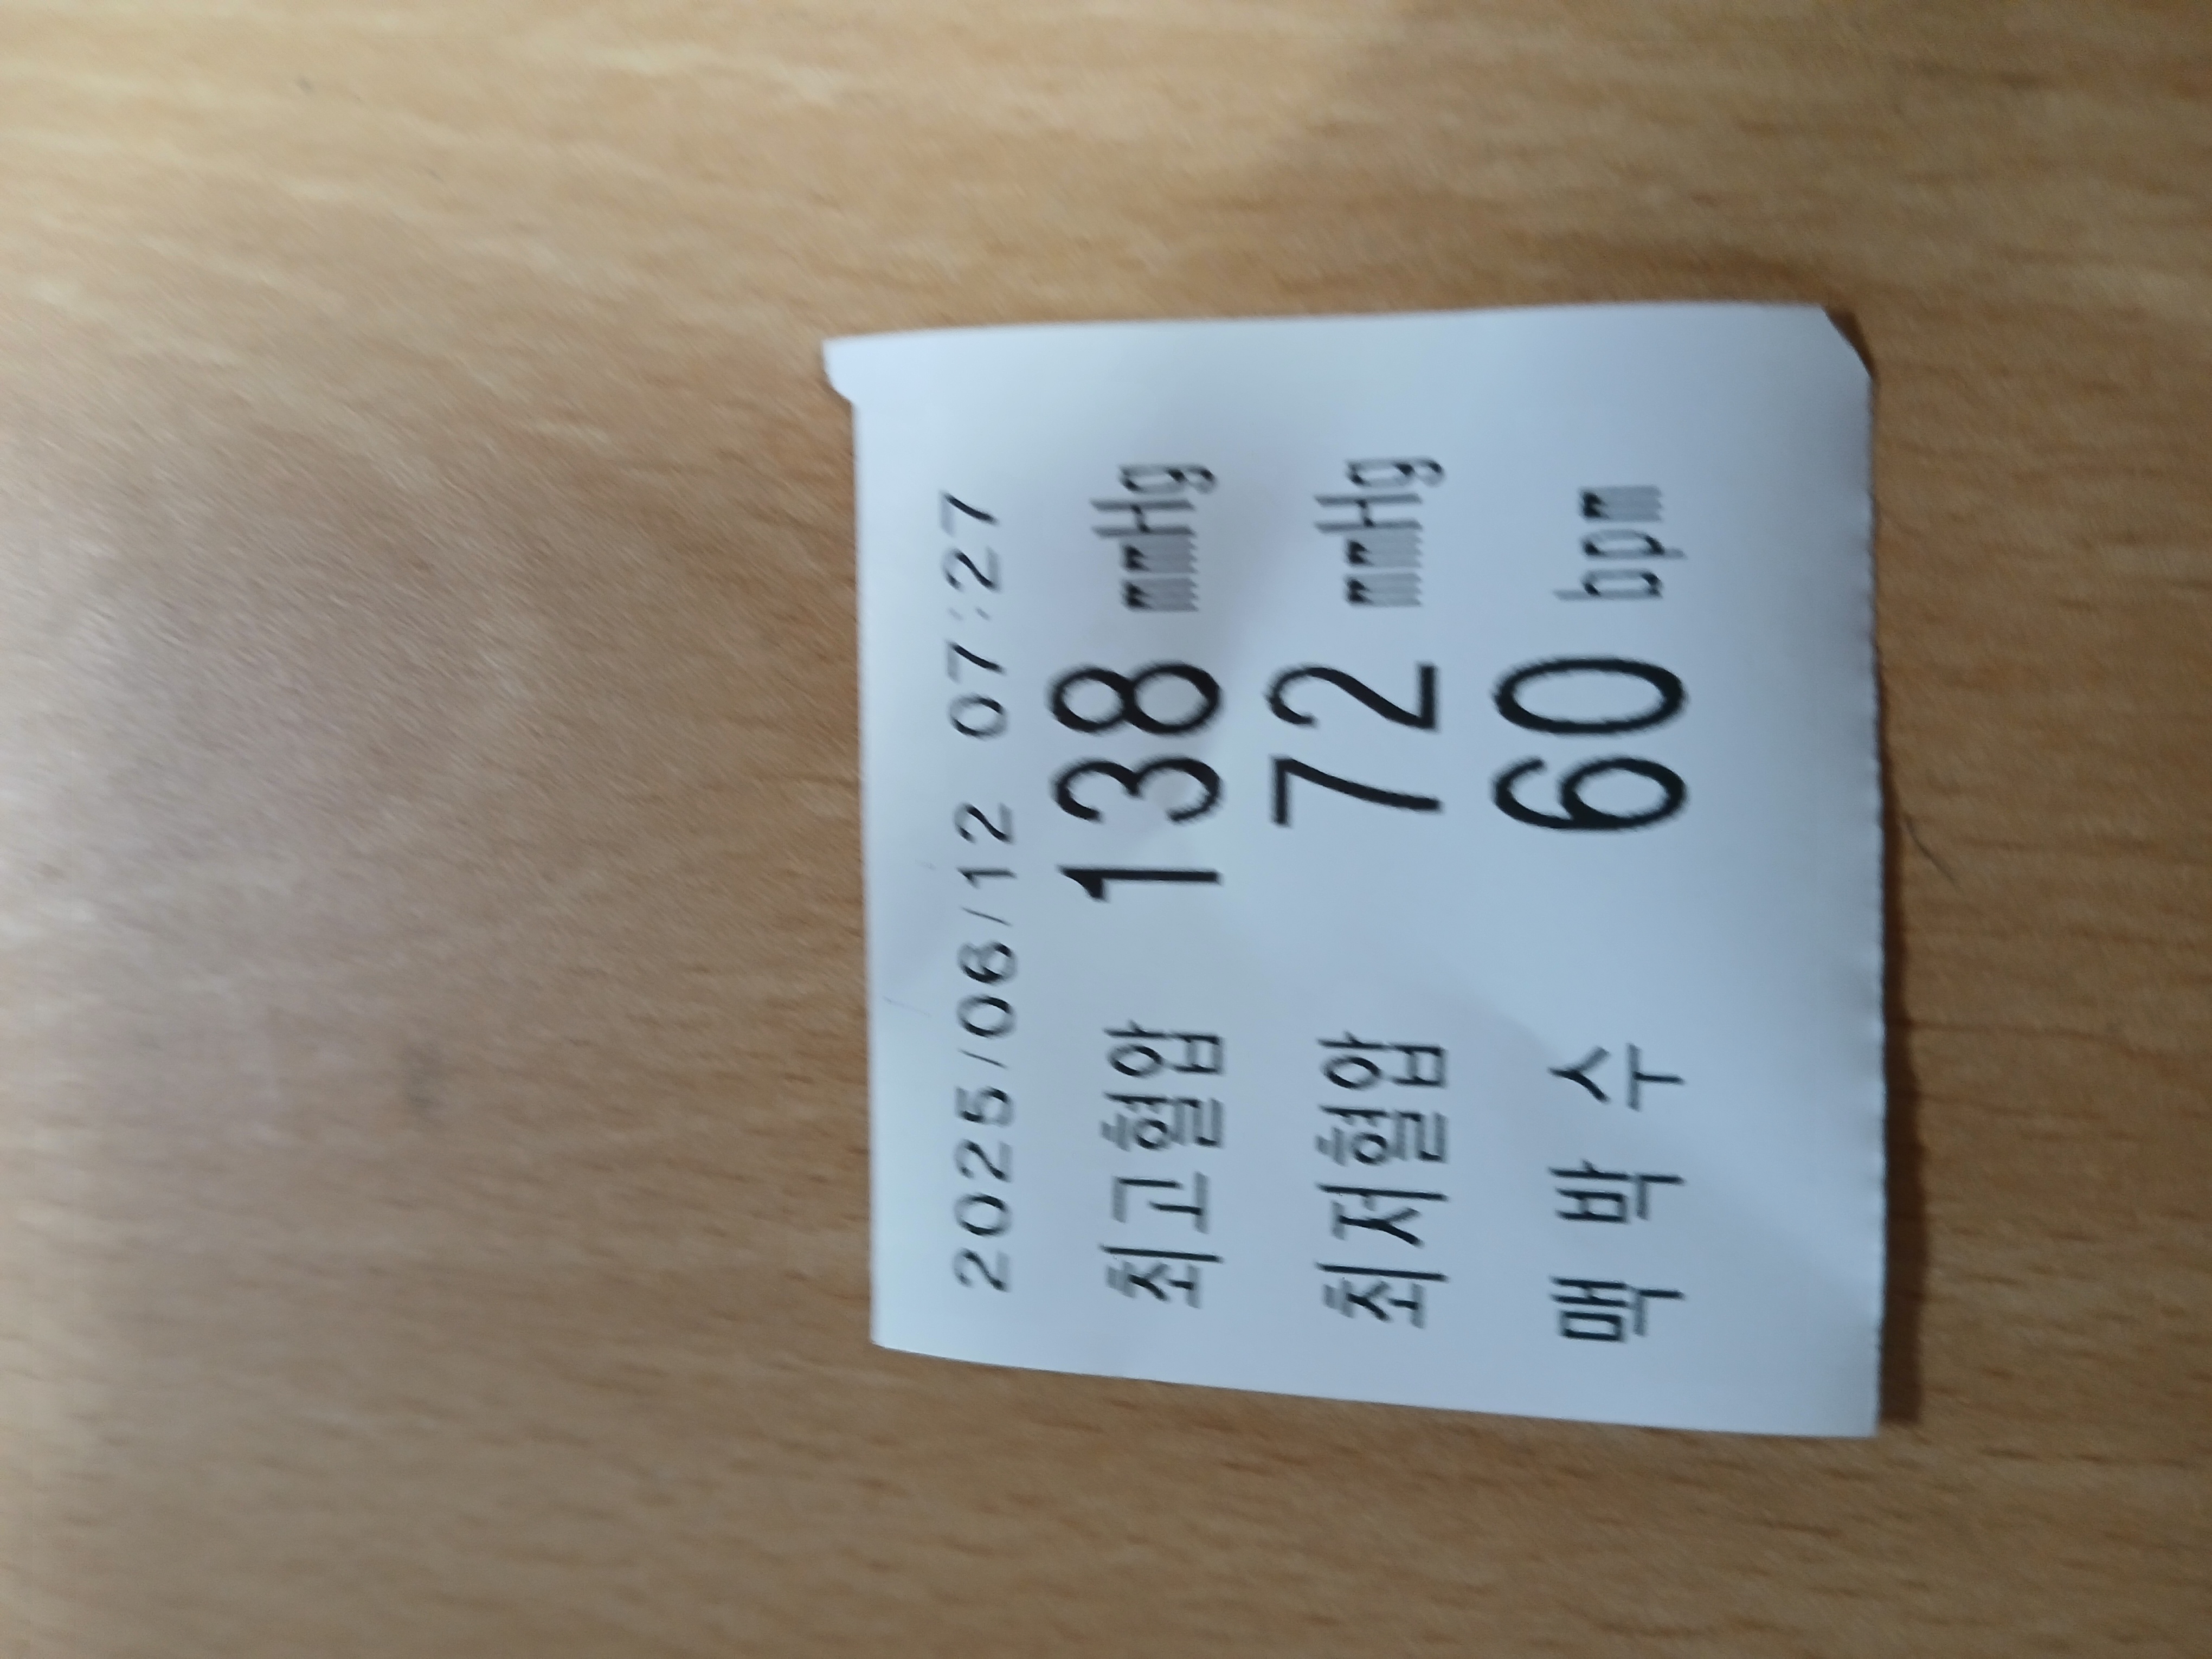 2025/06/12 07:27
최고혈압 138 mmHg
최저혈압 72 mmHg
맥 박 수 60 bpm